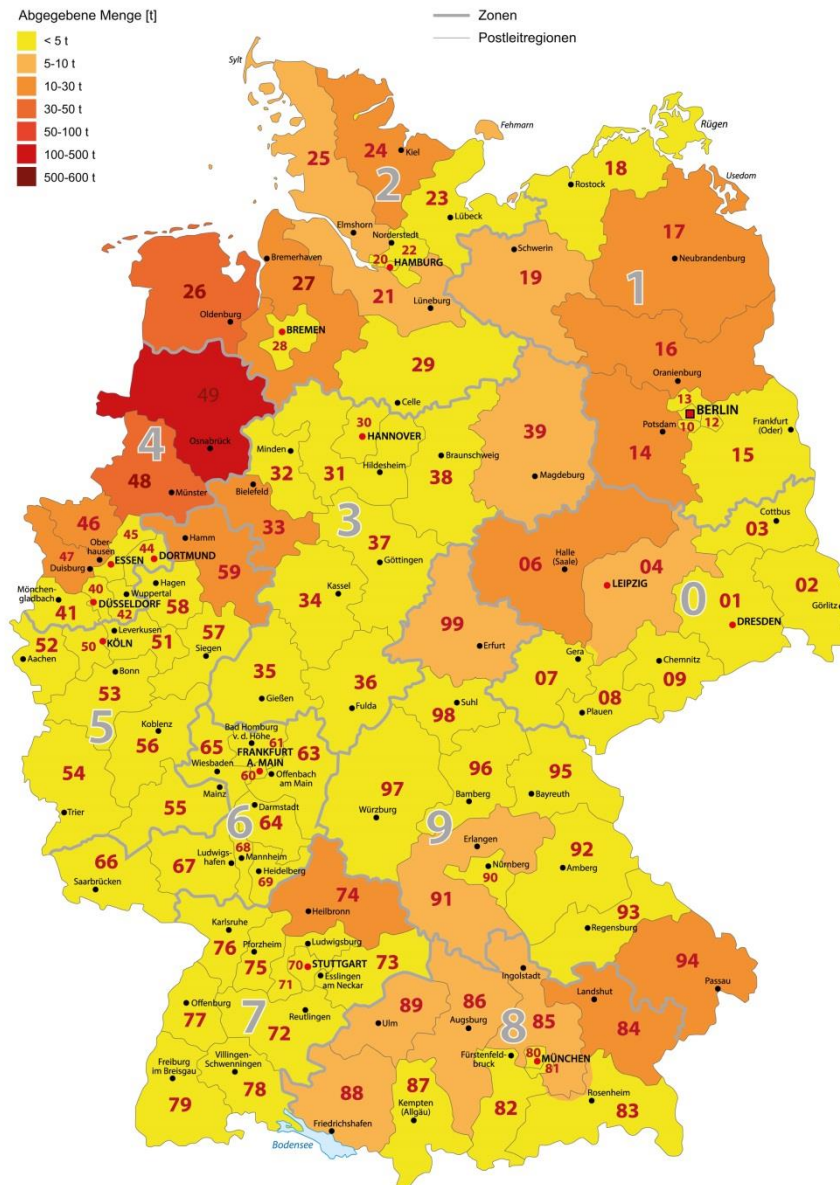 Abgegebene Menge [t]
< 5 t
5-10 t
10-30 t
30-50 t
50-100 t
100-500 t
500-600 t
Zonen
Postleitregionen
Sylt
Fehmarn
Rügen
Usedom
25
24
Kiel
2
23
Lübeck
18
Rostock
17
Neubrandenburg
Elmshorn
Norderstedt
22
20
HAMBURG
Schwerin
19
1
Bremerhaven
27
21
Lüneburg
26
Oldenburg
BREMEN
28
29
Celle
16
Oranienburg
13
BERLIN
Potsdam
10
12
14
Frankfurt
(Oder)
15
49
Osnabrück
4
48
Münster
30
HANNOVER
Minden
32
31
Hildesheim
Braunschweig
38
39
Magdeburg
Bielefeld
33
3
Cottbus
03
46
45
Ober-
hausen
47
Duisburg
ESSEN
44
DORTMUND
Hamm
59
37
Göttingen
06
Halle
(Saale)
04
LEIPZIG
0
01
DRESDEN
02
Görlitz
Mönchen-
gladbach
41
40
DÜSSELDORF
42
Wuppertal
Hagen
58
Kassel
34
99
Erfurt
52
Aachen
50
KÖLN
Leverkusen
51
57
Siegen
Bonn
53
35
Gießen
36
Fulda
Gera
07
08
Plauen
Chemnitz
09
Suhl
98
5
Koblenz
56
54
Trier
55
65
Bad Homburg
v. d. Höhe
61
63
FRANKFURT
A. MAIN
60
Wiesbaden
Offenbach
am Main
Mainz
Darmstadt
64
6
97
Würzburg
96
Bamberg
95
Bayreuth
9
66
Saarbrücken
67
Ludwigs-
hafen
68
Mannheim
Heidelberg
69
Erlangen
Nürnberg
90
91
92
Amberg
74
Heilbronn
93
Regensburg
94
Passau
Karlsruhe
76
Pforzheim
75
Ludwigsburg
70
STUTTGART
71
Esslingen
am Neckar
73
Ingolstadt
Landshut
84
77
Offenburg
7
Reutlingen
72
89
Ulm
86
Augsburg
8
85
Fürstenfeld-
bruck
80
MÜNCHEN
81
Freiburg
im Breisgau
79
Villingen-
Schwenningen
78
88
Friedrichshafen
87
Kempten
(Allgäu)
82
Rosenheim
83
Bodensee